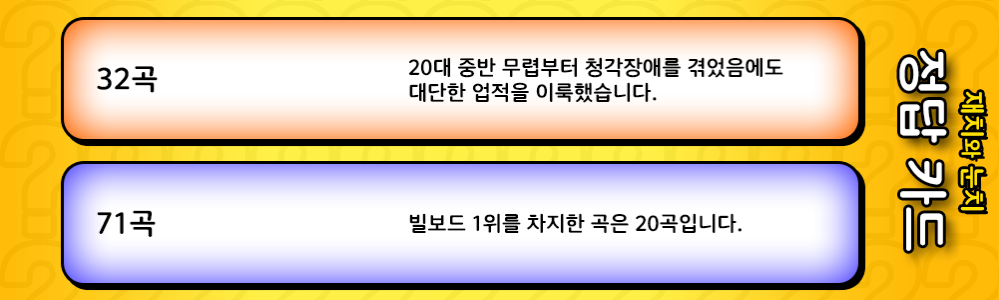 32곡
20대 중반 무렵부터 청각장애를 겪었음에도
대단한 업적을 이룩했습니다.
71곡
빌보드 1위를 차지한 곡은 20곡입니다.
재치와 눈치
정답 카드